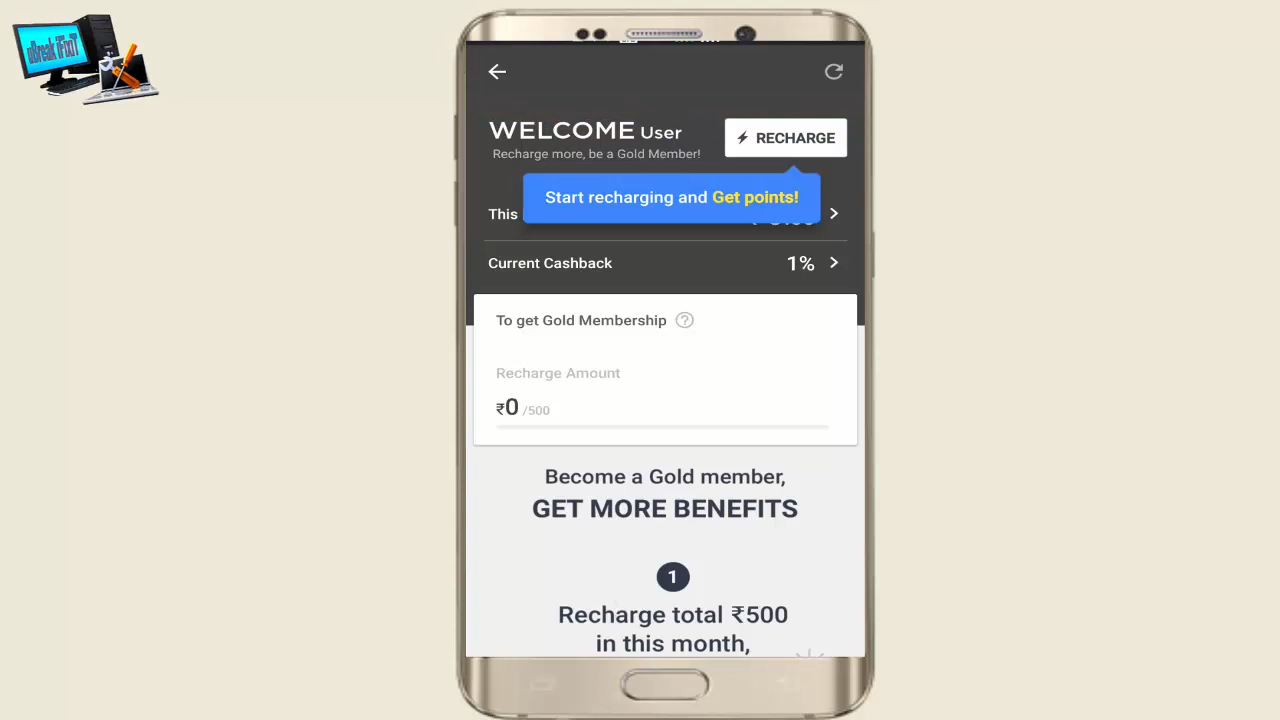 uBreak iFixIT
WELCOME User
RECHARGE
Recharge more, be a Gold Member!
Start recharging and Get points!
This
Current Cashback
1%
To get Gold Membership ?
Recharge Amount
₹0 /500
Become a Gold member,
GET MORE BENEFITS
1
Recharge total ₹500
in this month,